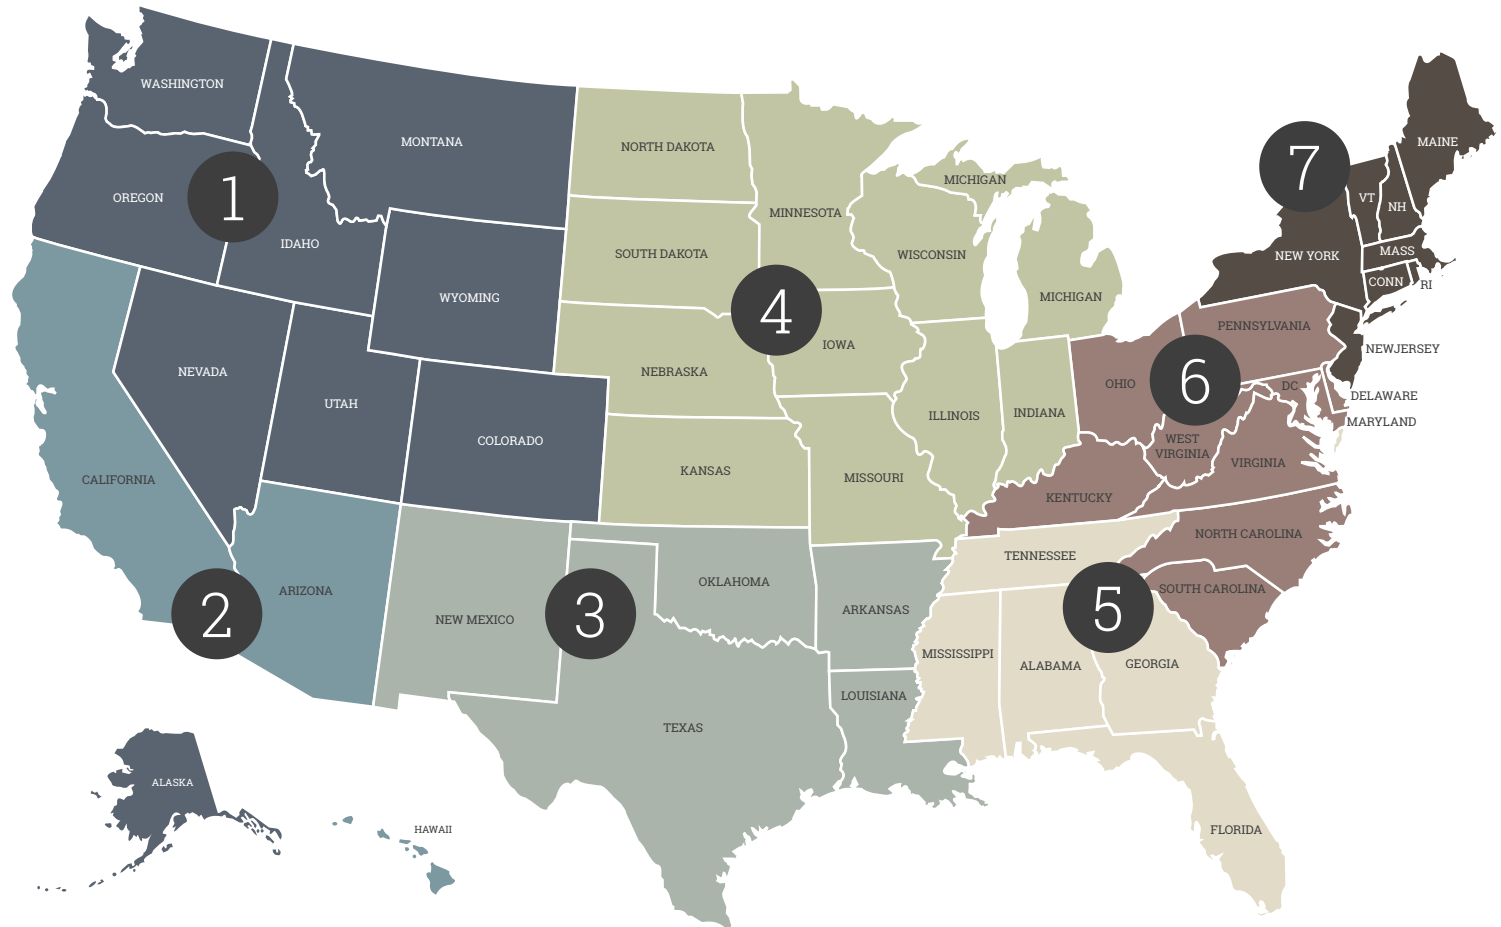 WASHINGTON
MONTANA
OREGON
1
IDAHO
WYOMING
NEVADA
UTAH
COLORADO
CALIFORNIA
ARIZONA
2
NEW MEXICO
3
OKLAHOMA
ARKANSAS
LOUISIANA
TEXAS
NORTH DAKOTA
SOUTH DAKOTA
NEBRASKA
KANSAS
MINNESOTA
4
IOWA
MISSOURI
WISCONSIN
MICHIGAN
MICHIGAN
ILLINOIS
INDIANA
OHIO
6
PENNSYLVANIA
DC
WEST
VIRGINIA
VIRGINIA
KENTUCKY
NORTH CAROLINA
SOUTH CAROLINA
TENNESSEE
5
MISSISSIPPI
ALABAMA
GEORGIA
FLORIDA
7
MAINE
VT
NH
NEW YORK
MASS
CONN
RI
NEWJERSEY
DELAWARE
MARYLAND
ALASKA
HAWAII